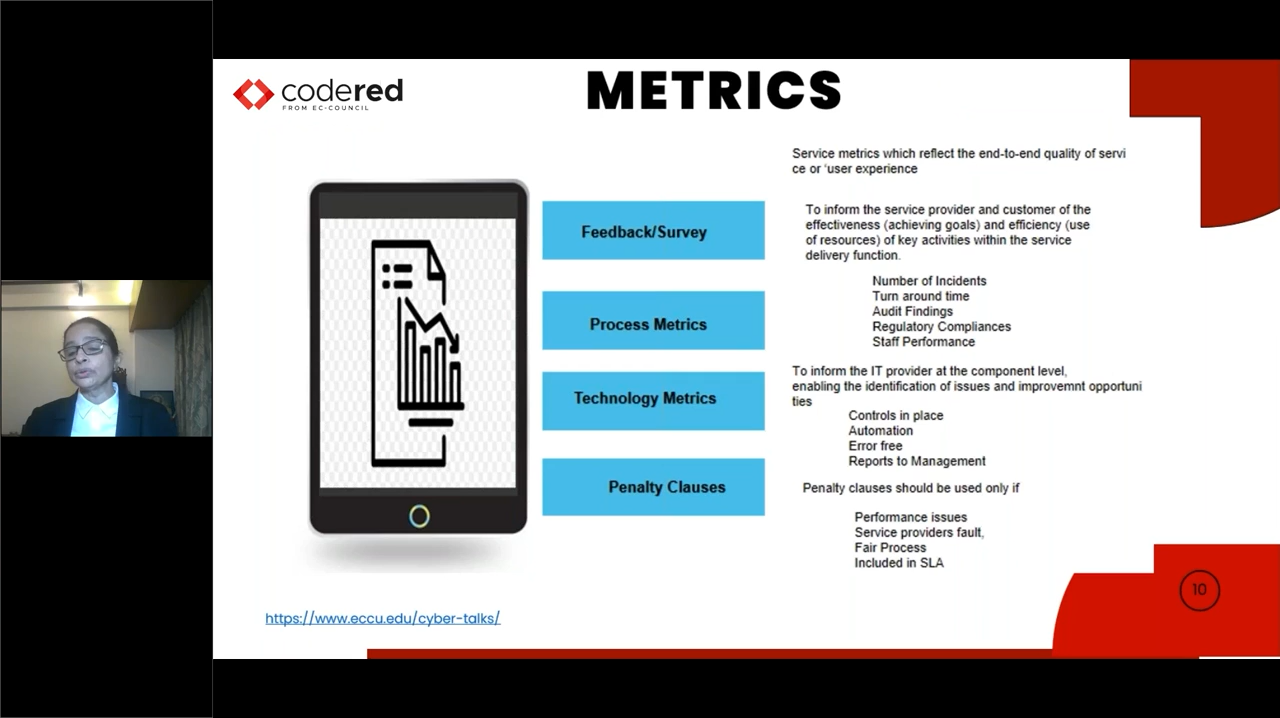 codered
FROM EC-COUNCIL
METRICS
Feedback/Survey
Process Metrics
Technology Metrics
Penalty Clauses
Service metrics which reflect the end-to-end quality of servi
ce or 'user experience
To inform the service provider and customer of the
effectiveness (achieving goals) and efficiency (use
of resources) of key activities within the service
delivery function.
Number of Incidents
Turn around time
Audit Findings
Regulatory Compliances
Staff Performance
To inform the IT provider at the component level,
enabling the identification of issues and improvemnt opportuni
ties
Controls in place
Automation
Error free
Reports to Management
Penalty clauses should be used only if
Performance issues
Service providers fault,
Fair Process
Included in SLA
https://www.eccu.edu/cyber-talks/
10